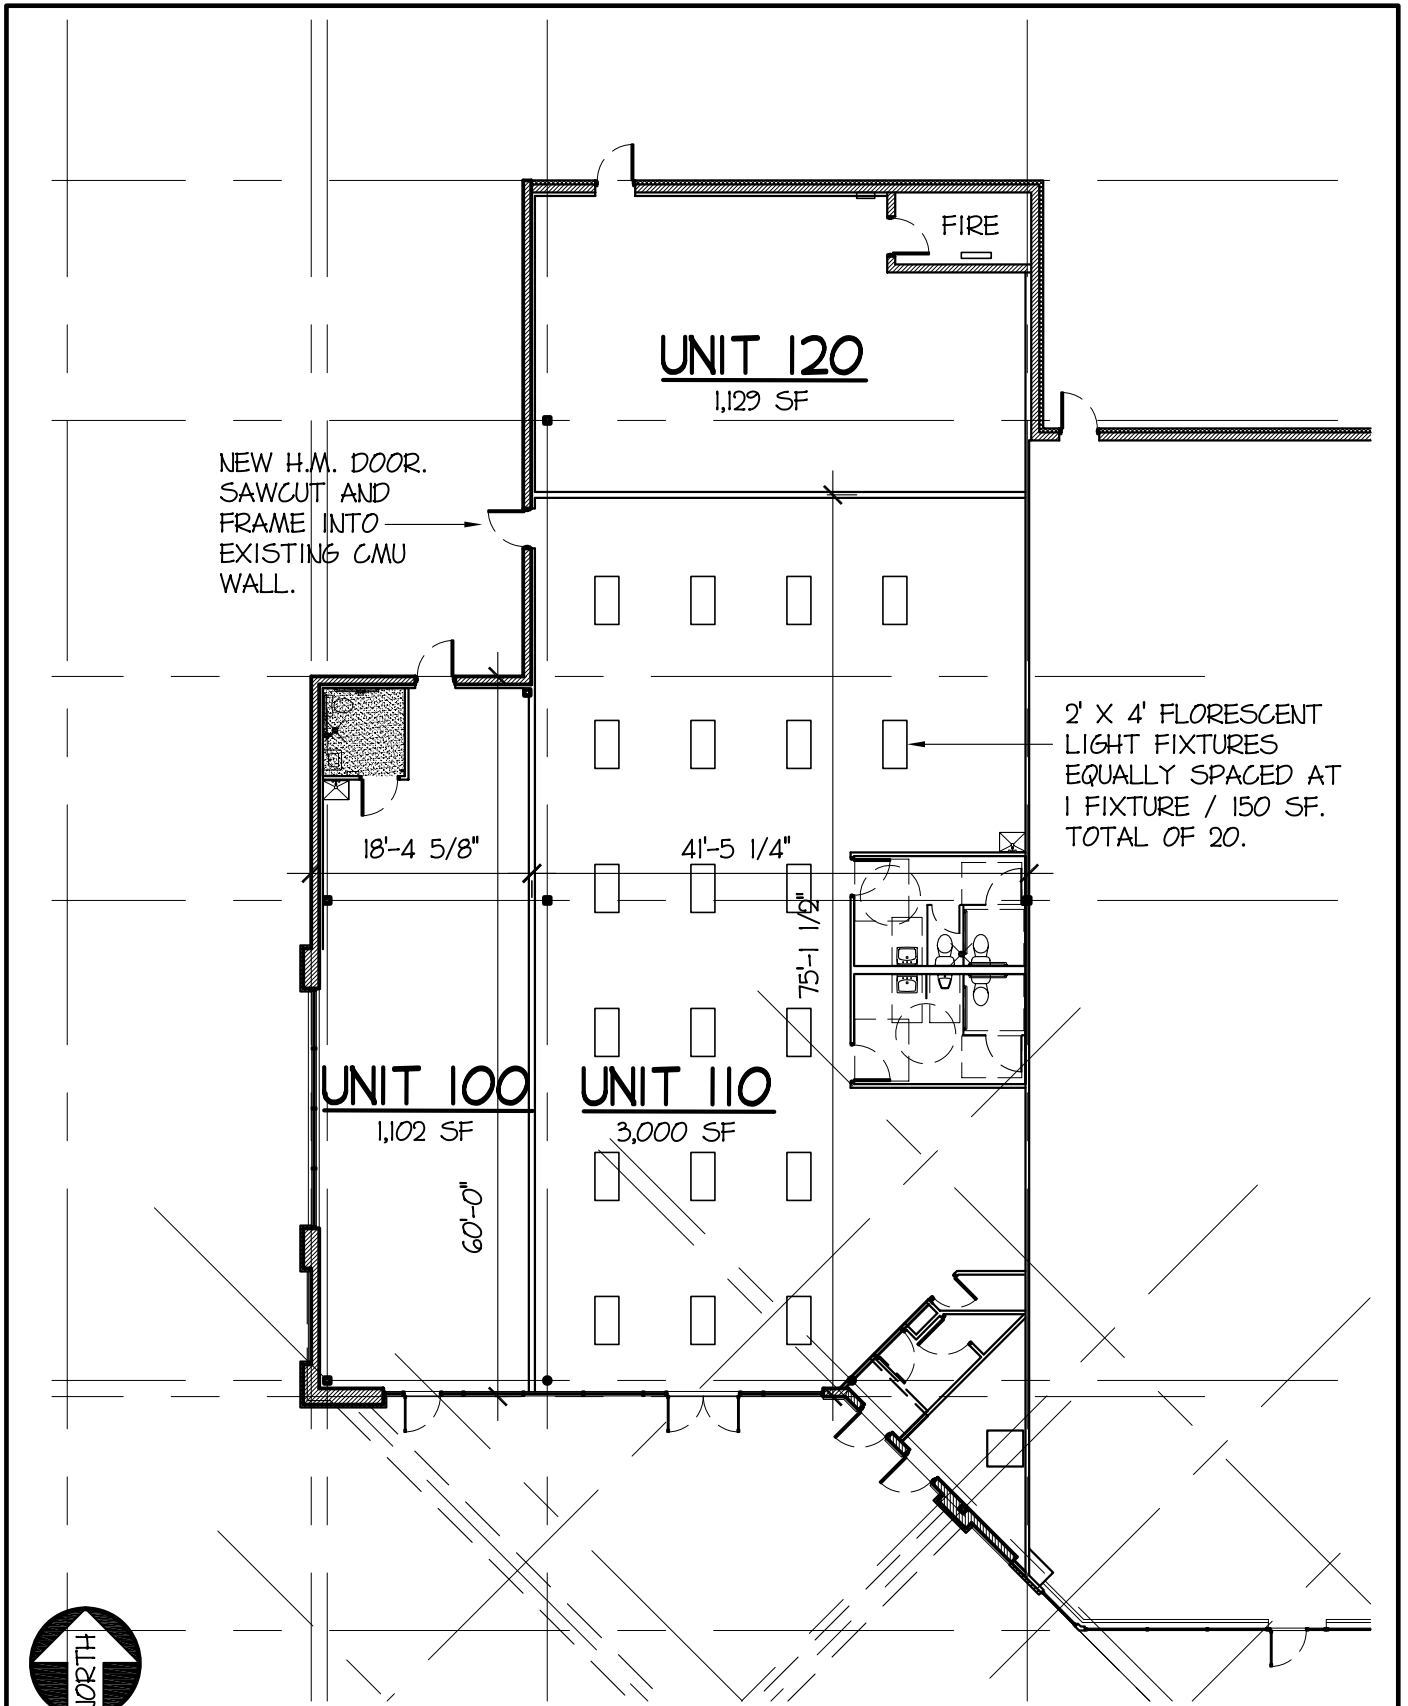 FIRE
UNIT 120
1,129 SF
NEW H.M. DOOR.
SAWCUT AND
FRAME INTO
EXISTING CMU
WALL.
2' X 4' FLORESCENT
LIGHT FIXTURES
EQUALLY SPACED AT
1 FIXTURE / 150 SF.
TOTAL OF 20.
18'-4 5/8"
41'-5 1/4"
75'-1 1/2"
UNIT 100
1,102 SF
UNIT 110
3,000 SF
60'-0"
NORTH